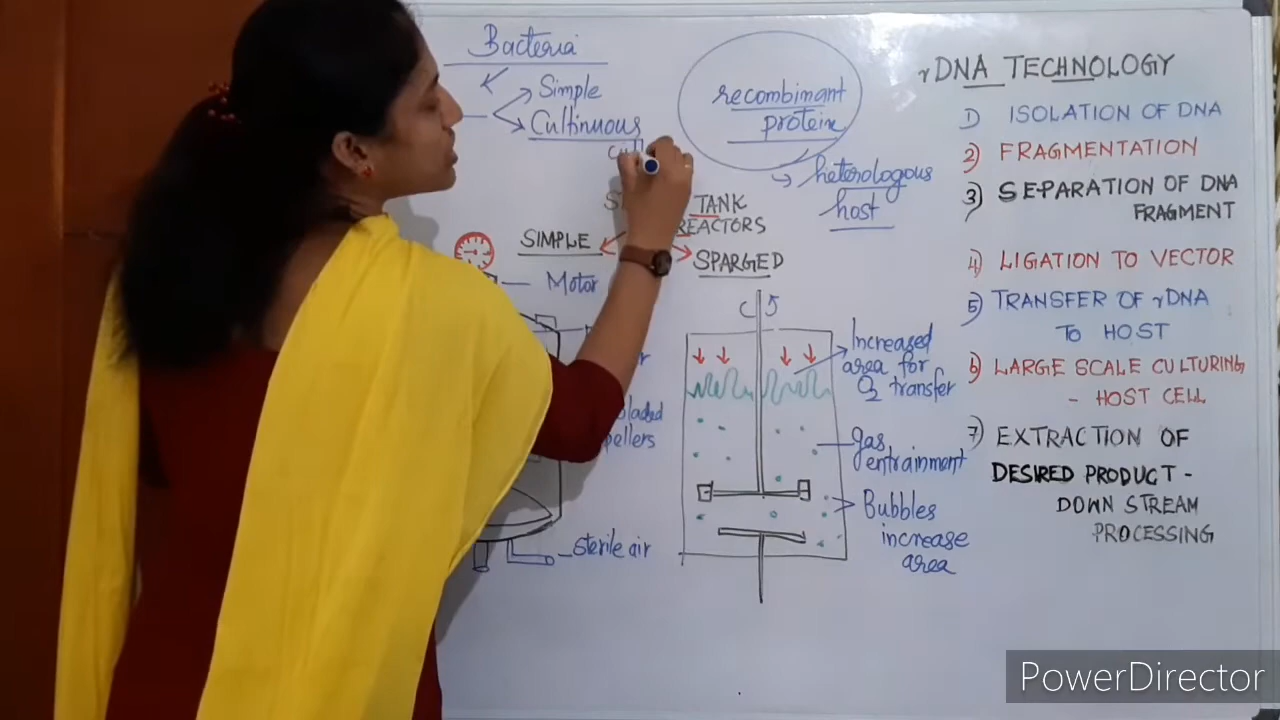 Bacteria
Simple
Cultinuous
recombinant
protein
heterologous
host
TANK
REACTORS
SIMPLE
SPARGED
Motor
sterile air
Increased
area for
O2 transfer
gas
entrainment
Bubbles
increase
area
rDNA TECHNOLOGY
1) ISOLATION OF DNA
2) FRAGMENTATION
3) SEPARATION OF DNA
FRAGMENT
4) LIGATION TO VECTOR
5) TRANSFER OF rDNA
TO HOST
6) LARGE SCALE CULTURING
- HOST CELL
7) EXTRACTION OF
DESIRED PRODUCT -
DOWN STREAM
PROCESSING
PowerDirector